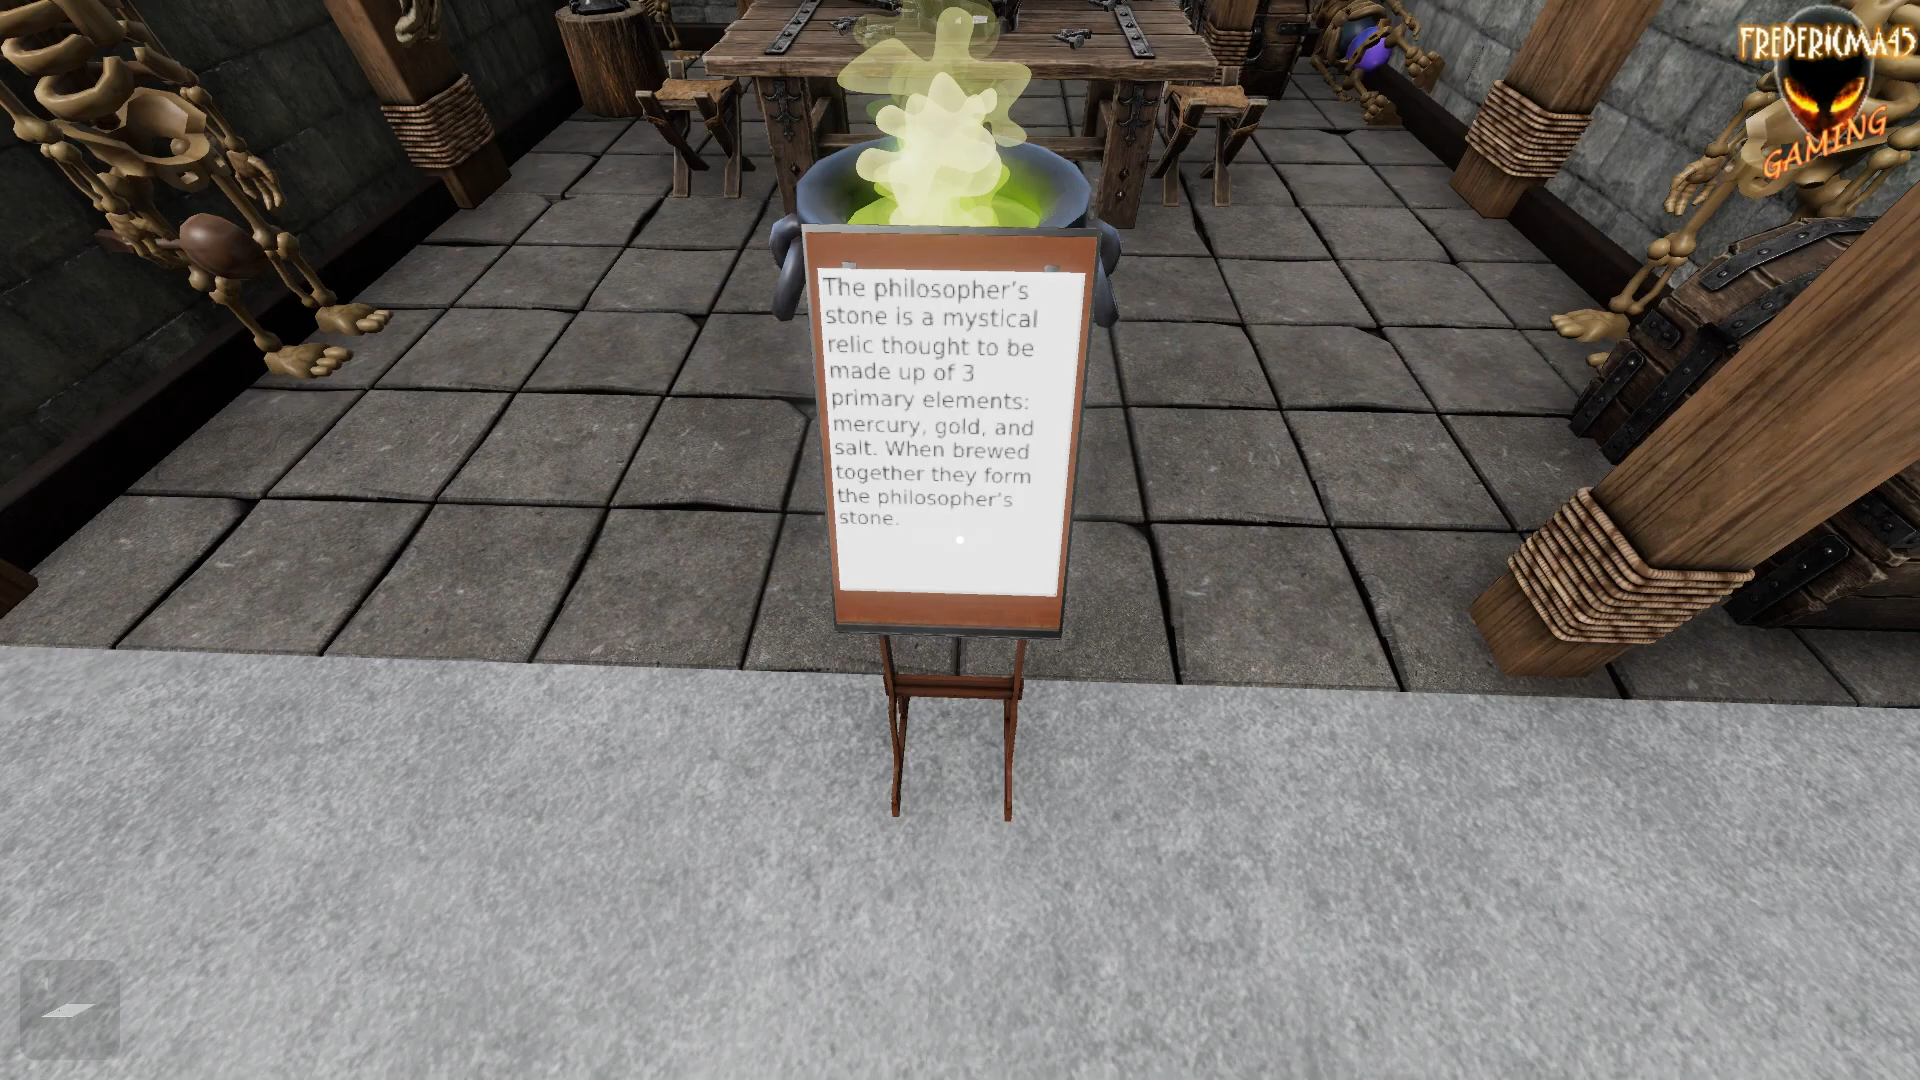 FREDERICMA45
GAMING
The philosopher's
stone is a mystical
relic thought to be
made up of 3
primary elements:
mercury, gold, and
salt. When brewed
together they form
the philosopher's
stone.